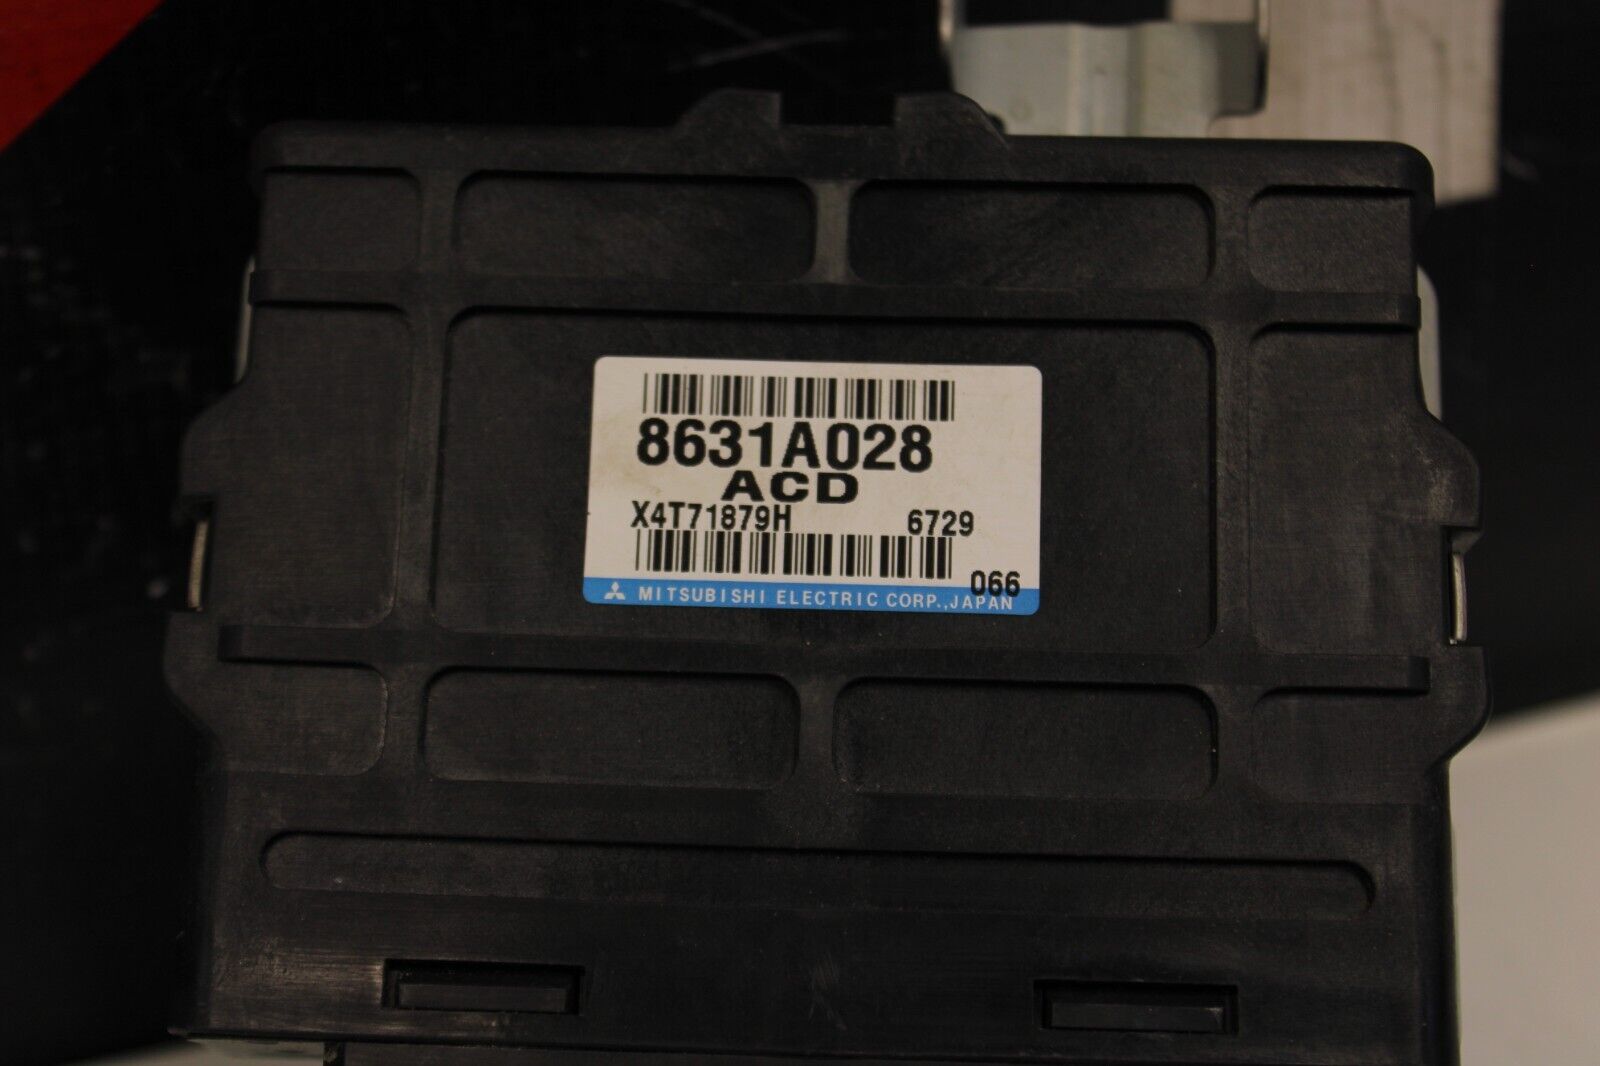 8631A028
ACD
X4T71879H 6729
066
MITSUBISHI ELECTRIC CORP.,JAPAN